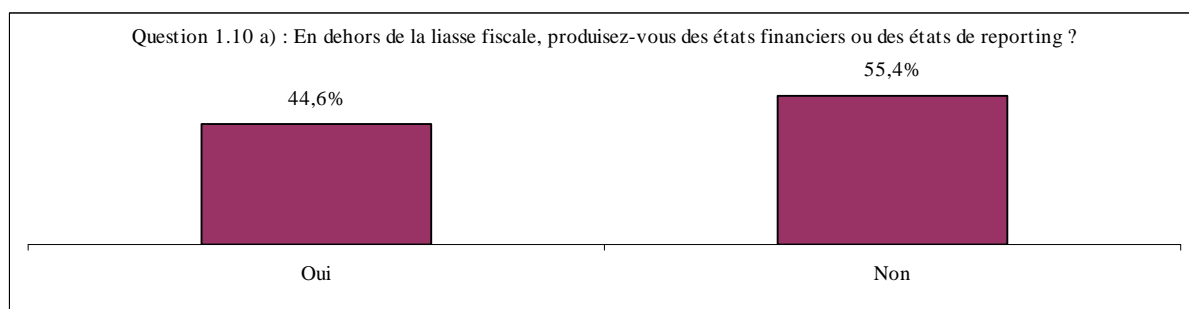 Question 1.10 a) : En dehors de la liasse fiscale, produisez-vous des états financiers ou des états de reporting ?
55,4%
44,6%
Oui
Non